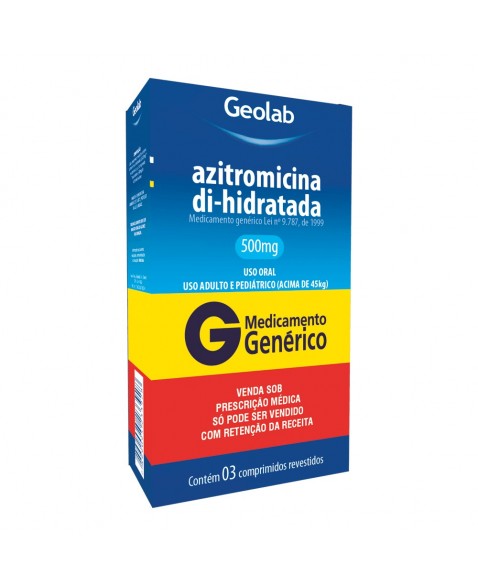 Geolab
azitromicina
di-hidratada
Medicamento genérico Lei nº 9.787, de 1999
500mg
USO ORAL
USO ADULTO E PEDIÁTRICO (ACIMA DE 45kg)
G Medicamento
Genérico
VENDA SOB
PRESCRIÇÃO MÉDICA
SÓ PODE SER VENDIDO
COM RETENÇÃO DA RECEITA
Contém 03 comprimidos revestidos
Geolab